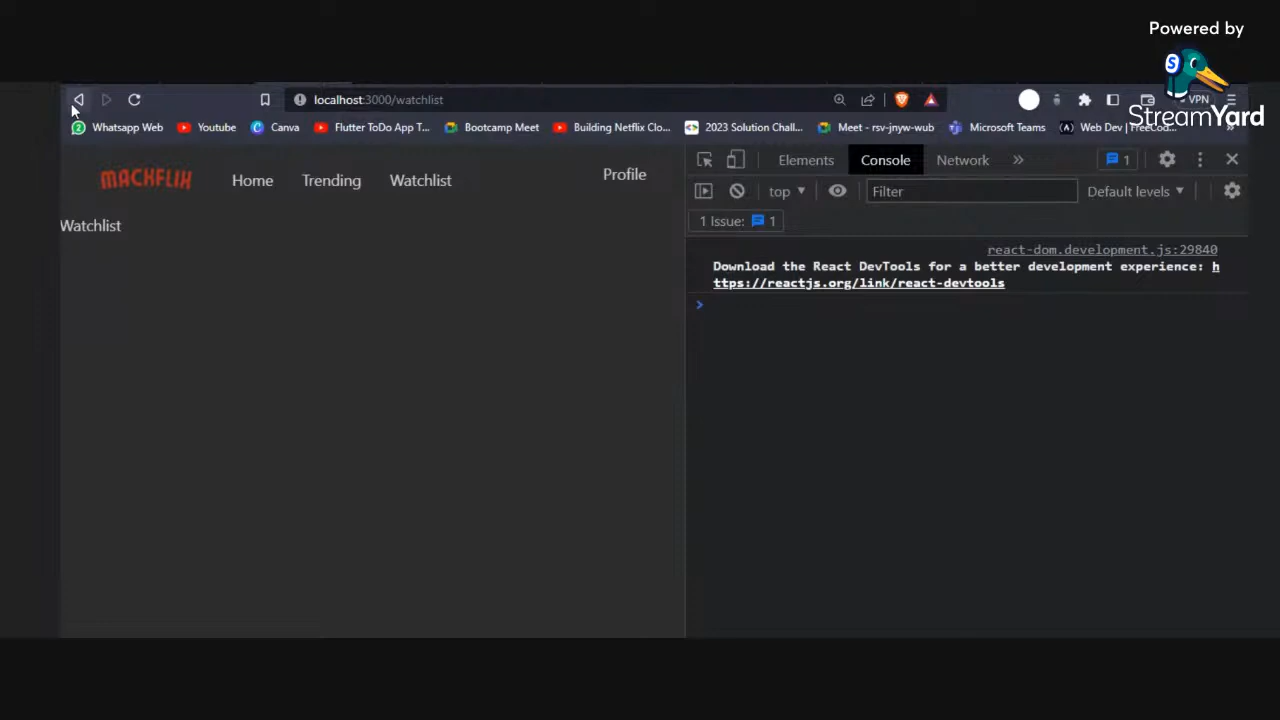 Powered by
StreamYard
localhost:3000/watchlist
VPN
Whatsapp Web
Youtube
Canva
Flutter ToDo App T...
Bootcamp Meet
Building Netflix Clo...
2023 Solution Chall...
Meet - rsv-jnyw-wub
Microsoft Teams
Web Dev | FreeCod...
MACHFLIX
Home
Trending
Watchlist
Profile
Watchlist
Elements
Console
Network
1
top
Filter
Default levels
1 Issue: 1
react-dom.development.js:29840
Download the React DevTools for a better development experience: h
ttps://reactjs.org/link/react-devtools